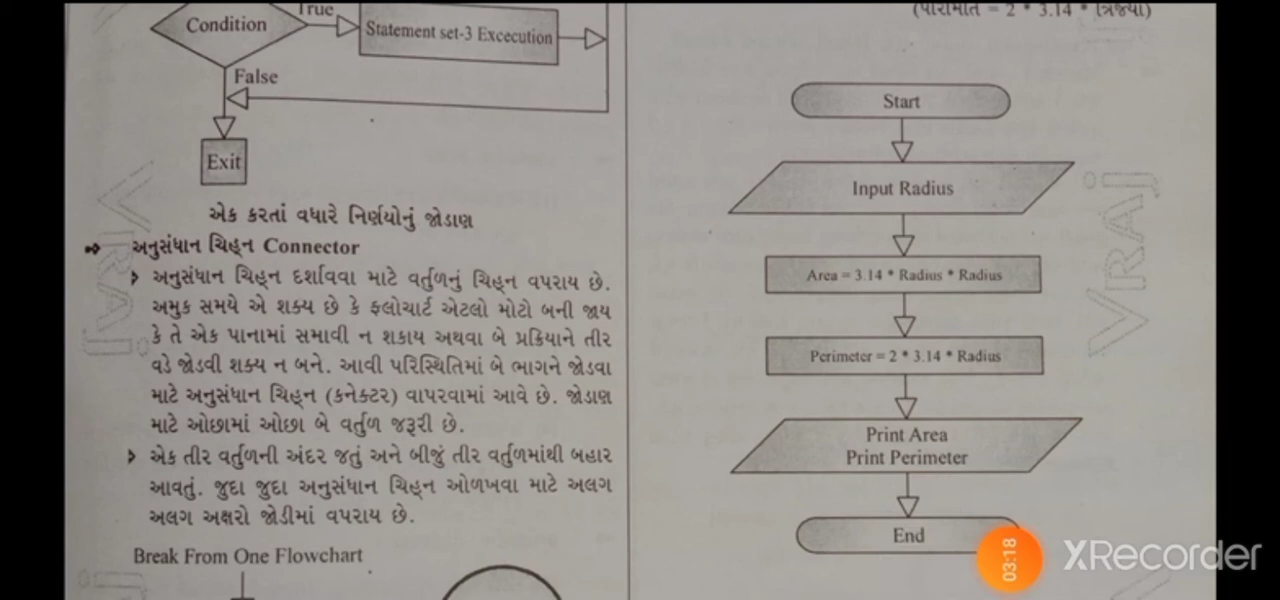 True
Condition
Statement set-3 Excecution
False
Exit
એક કરતાં વધારે નિર્ણયોનું જોડાણ
અનુસંધાન ચિહ્ન Connector
અનુસંધાન ચિહ્ન દર્શાવવા માટે વર્તુળનું ચિહ્ન વપરાય છે.
અમુક સમયે એ શક્ય છે કે ફ્લોચાર્ટ એટલો મોટો બની જાય
કે તે એક પાનામાં સમાવી ન શકાય અથવા બે પ્રક્રિયાને તીર
વડે જોડવી શક્ય ન બને. આવી પરિસ્થિતિમાં બે ભાગને જોડવા
માટે અનુસંધાન ચિહ્ન (કનેક્ટર) વાપરવામાં આવે છે. જોડાણ
માટે ઓછામાં ઓછા બે વર્તુળ જરૂરી છે.
એક તીર વર્તુળની અંદર જતું અને બીજું તીર વર્તુળમાંથી બહાર
આવતું. જુદા જુદા અનુસંધાન ચિહ્ન ઓળખવા માટે અલગ
અલગ અક્ષરો જોડીમાં વપરાય છે.
Break From One Flowchart
(પરિમિતિ = 2 * 3.14 * ત્રિજ્યા)
Start
Input Radius
Area = 3.14 * Radius * Radius
Perimeter = 2 * 3.14 * Radius
Print Area
Print Perimeter
End
VRAJ
03:18
XRecorder